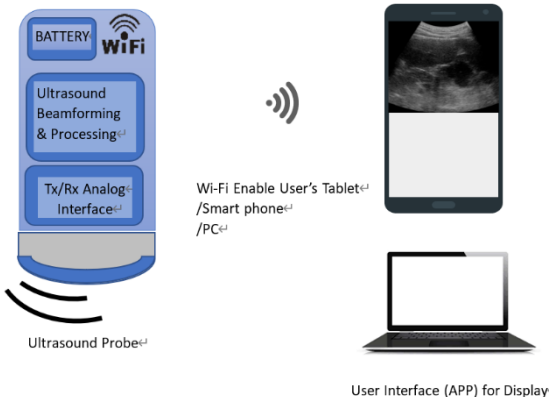 BATTERY
WiFi
Ultrasound
Beamforming
& Processing
Tx/Rx Analog
Interface
Wi-Fi Enable User's Tablet
/Smart phone
/PC
Ultrasound Probe
User Interface (APP) for Display